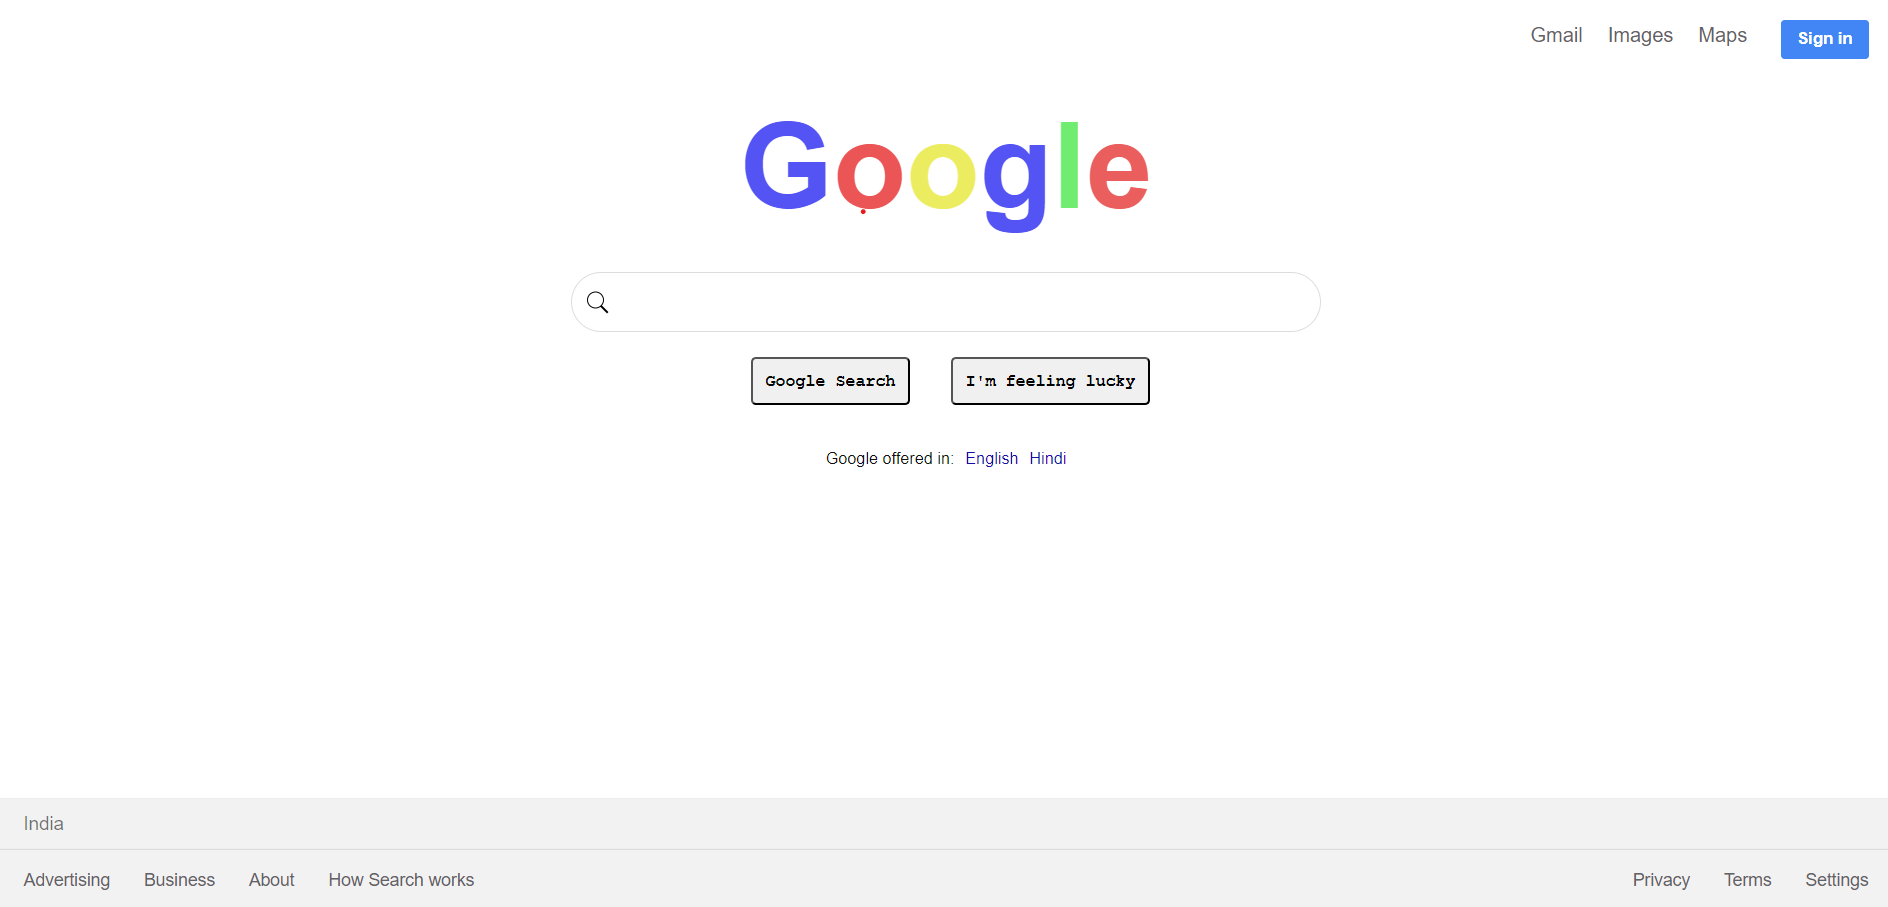 Gmail Images Maps Sign in
Google
Google Search I'm feeling lucky
Google offered in: English Hindi
India
Advertising Business About How Search works Privacy Terms Settings